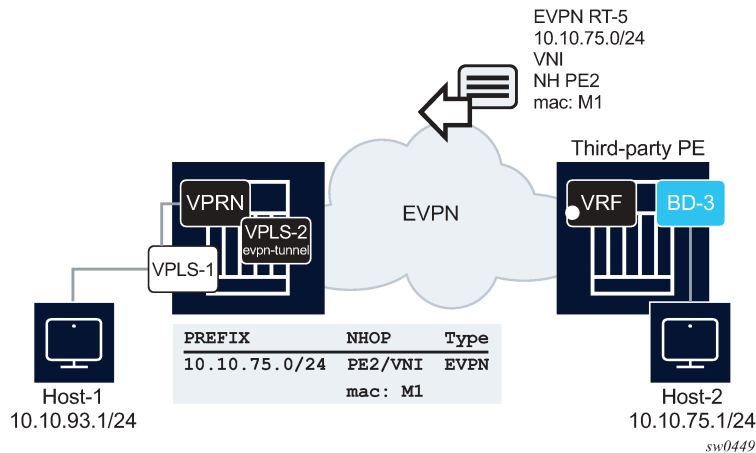 EVPN RT-5
10.10.75.0/24
VNI
NH PE2
mac: M1
Third-party PE
VPRN
VPLS-2
evpn-tunnel
VPLS-1
EVPN
VRF
BD-3
PREFIX NHOP Type
10.10.75.0/24 PE2/VNI EVPN
mac: M1
Host-1
10.10.93.1/24
Host-2
10.10.75.1/24
sw0449